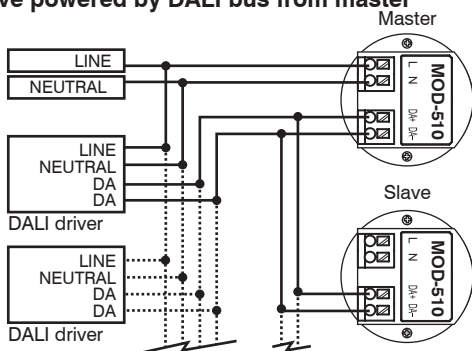 powered by DALI bus from master
Master
LINE
NEUTRAL
L
N
DA+
DA-
MOD-510
LINE
NEUTRAL
DA
DA
DALI driver
Slave
L
N
DA+
DA-
MOD-510
LINE
NEUTRAL
DA
DA
DALI driver